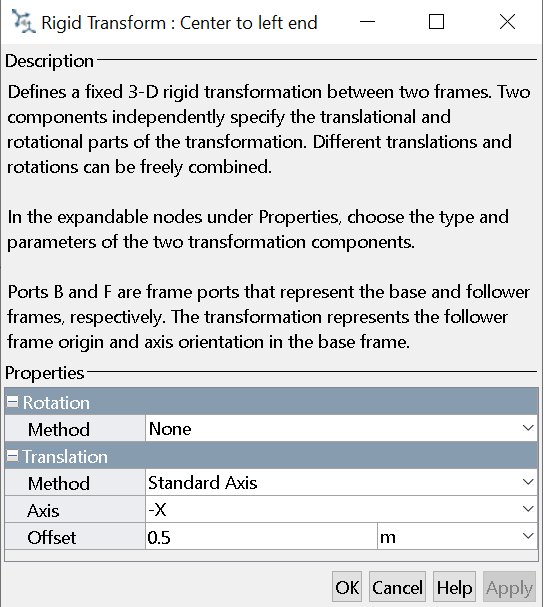 Rigid Transform : Center to left end
Description
Defines a fixed 3-D rigid transformation between two frames. Two
components independently specify the translational and
rotational parts of the transformation. Different translations and
rotations can be freely combined.
In the expandable nodes under Properties, choose the type and
parameters of the two transformation components.
Ports B and F are frame ports that represent the base and follower
frames, respectively. The transformation represents the follower
frame origin and axis orientation in the base frame.
Properties
Rotation
Method None
Translation
Method Standard Axis
Axis -X
Offset 0.5 m
OK Cancel Help Apply